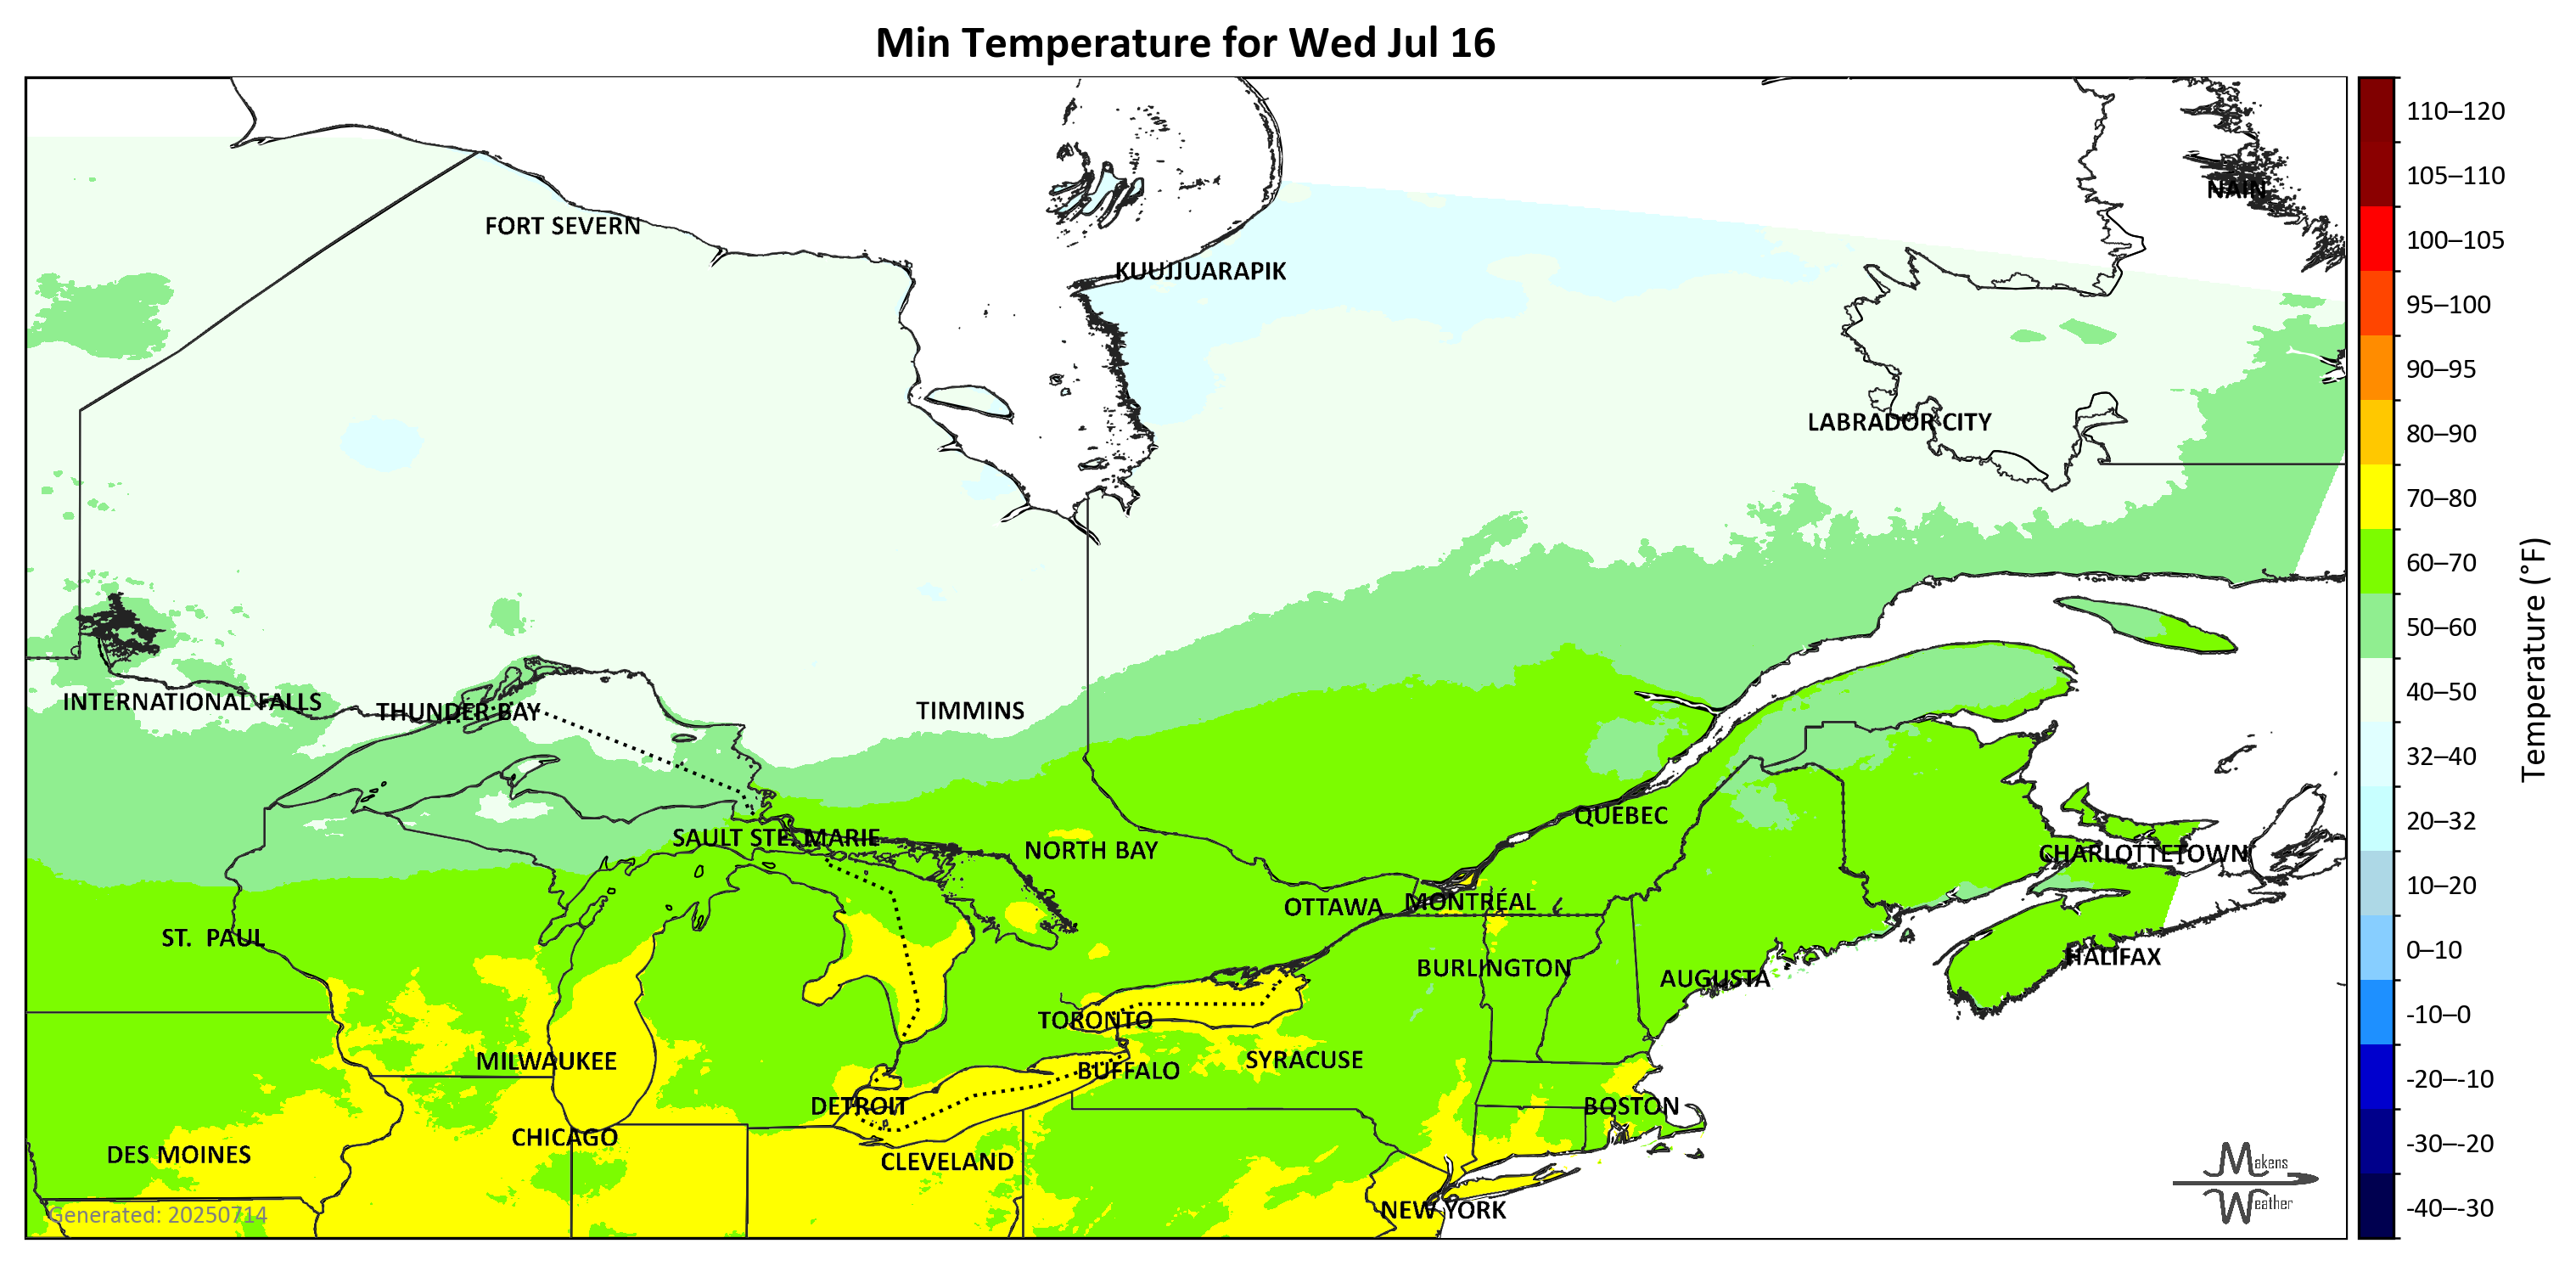 Min Temperature for Wed Jul 16
NAIN
FORT SEVERN
KUUJJUARAPIK
LABRADOR CITY
INTERNATIONAL FALLS
THUNDER BAY
TIMMINS
QUEBEC
SAULT STE. MARIE
NORTH BAY
CHARLOTTETOWN
OTTAWA
MONTRÉAL
ST. PAUL
HALIFAX
BURLINGTON
AUGUSTA
TORONTO
MILWAUKEE
SYRACUSE
BUFFALO
DETROIT
BOSTON
CHICAGO
DES MOINES
CLEVELAND
NEW YORK
Generated: 20250714
Makens
Weather
110–120
105–110
100–105
95–100
90–95
80–90
70–80
60–70
50–60
40–50
32–40
20–32
10–20
0–10
-10–0
-20–-10
-30–-20
-40–-30
Temperature (°F)